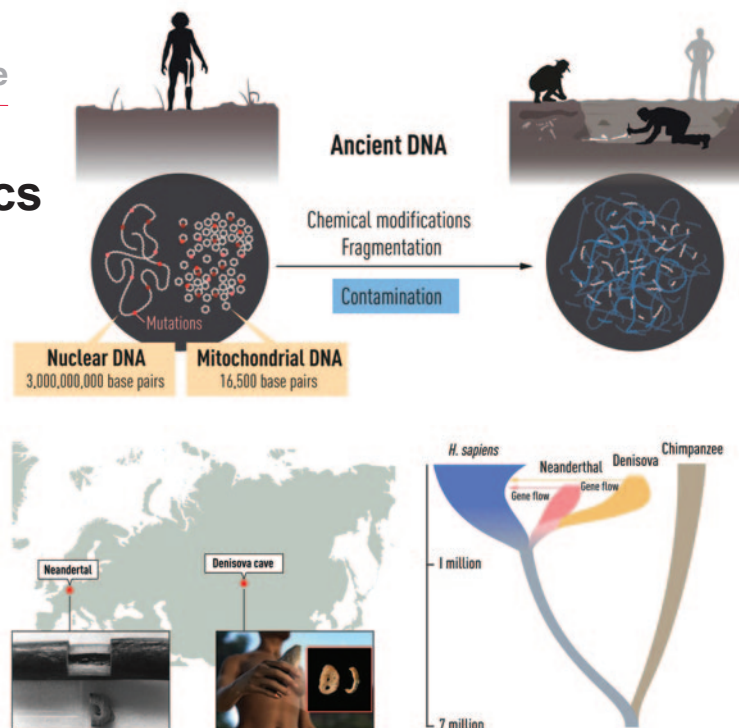 e
cs
Ancient DNA
Chemical modifications
Fragmentation
Contamination
Mutations
Nuclear DNA
3,000,000,000 base pairs
Mitochondrial DNA
16,500 base pairs
Neandertal
Denisova cave
H. sapiens
Neanderthal
Denisova
Chimpanzee
Gene flow
Gene flow
1 million
7 million